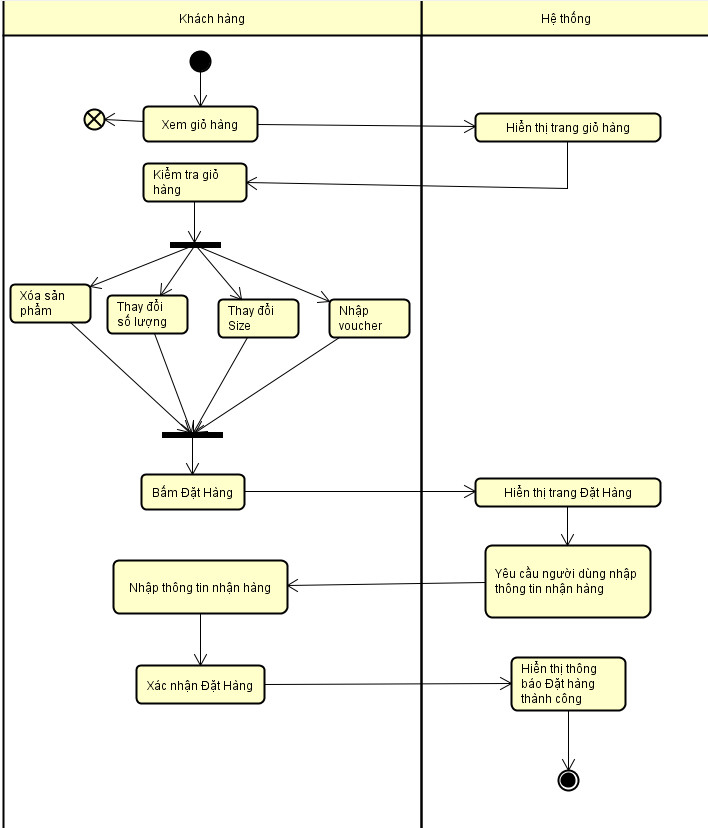 Khách hàng
Hệ thống
Xem giỏ hàng
Hiển thị trang giỏ hàng
Kiểm tra giỏ
hàng
Xóa sản
phẩm
Thay đổi
số lượng
Thay đổi
Size
Nhập
voucher
Bấm Đặt Hàng
Hiển thị trang Đặt Hàng
Yêu cầu người dùng nhập
thông tin nhận hàng
Nhập thông tin nhận hàng
Xác nhận Đặt Hàng
Hiển thị thông
báo Đặt hàng
thành công